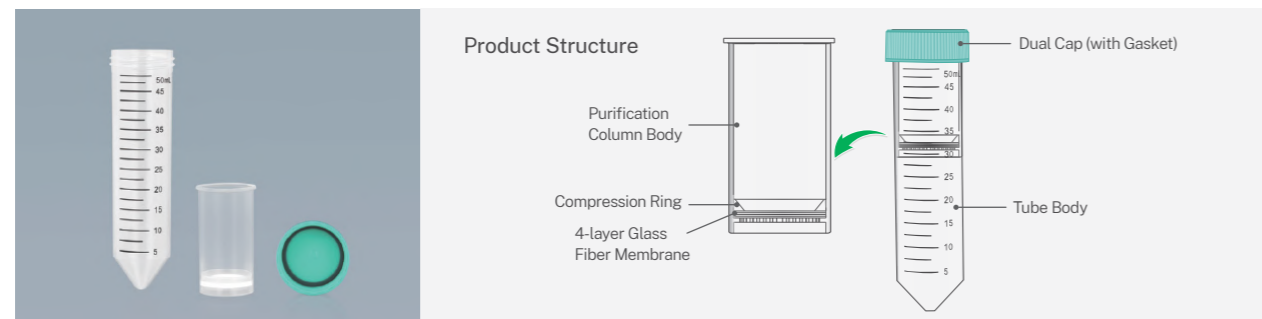 50mL
45
40
35
30
25
20
15
10
5
Product Structure
Purification
Column Body
Compression Ring
4-layer Glass
Fiber Membrane
Dual Cap (with Gasket)
50mL
45
40
35
30
25
20
15
10
5
Tube Body